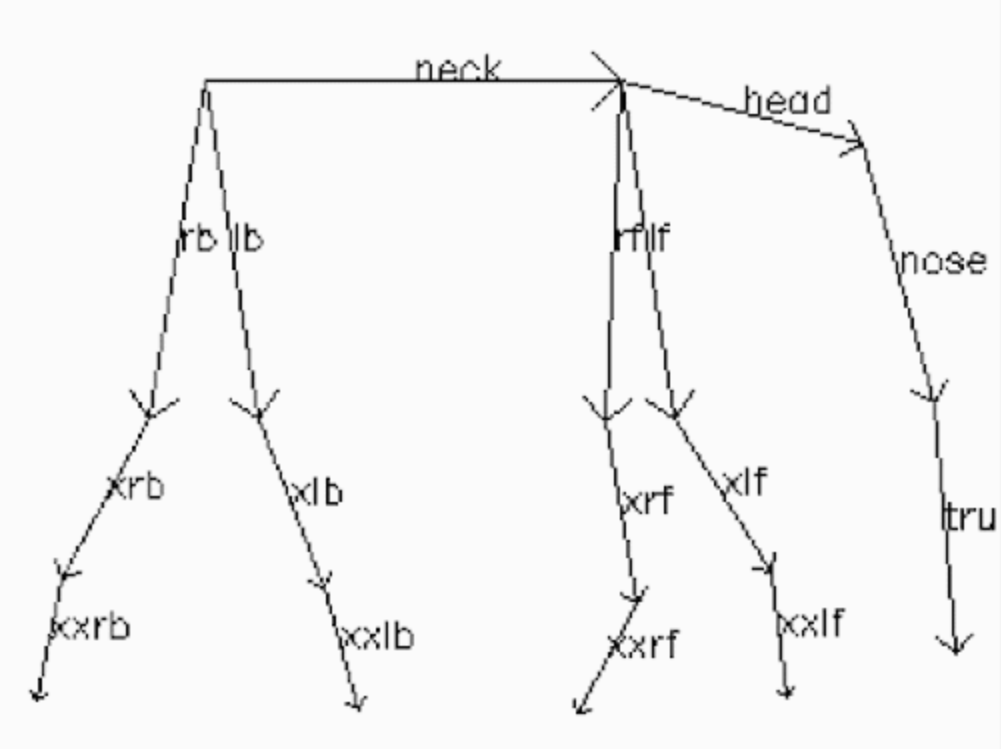 neck
head
rb lb rf lf
nose
xrb xlb xrf xlf
tru
xxrb xxlb xxrf xxlf